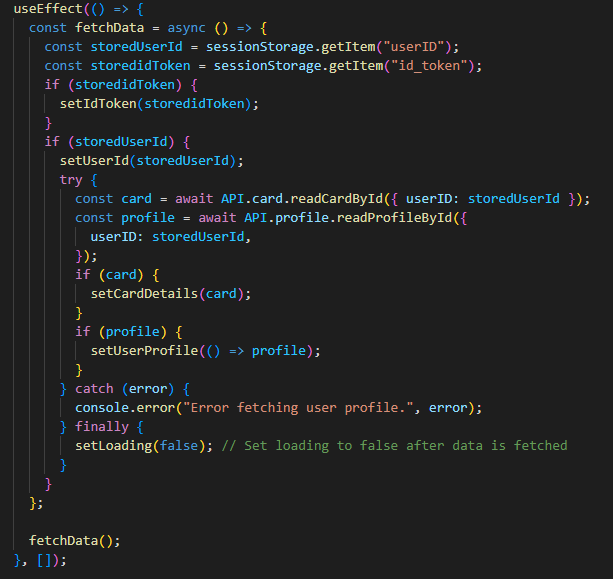 useEffect(() => {
  const fetchData = async () => {
    const storedUserId = sessionStorage.getItem("userID");
    const storedidToken = sessionStorage.getItem("id_token");
    if (storedidToken) {
      setIdToken(storedidToken);
    }
    if (storedUserId) {
      setUserId(storedUserId);
      try {
        const card = await API.card.readCardById({ userID: storedUserId });
        const profile = await API.profile.readProfileById({
          userID: storedUserId,
        });
        if (card) {
          setCardDetails(card);
        }
        if (profile) {
          setUserProfile(() => profile);
        }
      } catch (error) {
        console.error("Error fetching user profile.", error);
      } finally {
        setLoading(false); // Set loading to false after data is fetched
      }
    }
  };

  fetchData();
}, []);